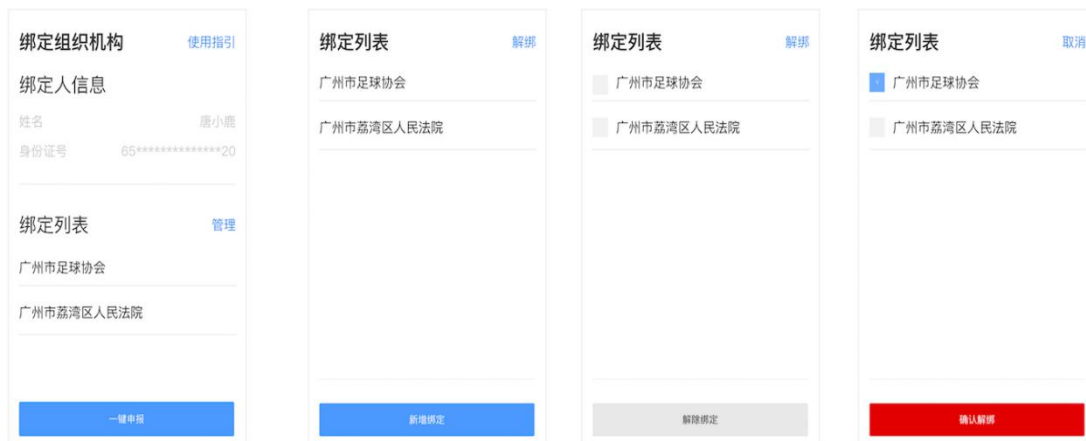 绑定组织机构 使用指引
绑定人信息
姓名 唐小鹿
身份证号 65**************20
绑定列表 管理
广州市足球协会
广州市荔湾区人民法院
一键申报
绑定列表 解绑
广州市足球协会
广州市荔湾区人民法院
新增绑定
绑定列表 解绑
广州市足球协会
广州市荔湾区人民法院
解除绑定
绑定列表 取消
广州市足球协会
广州市荔湾区人民法院
确认解绑